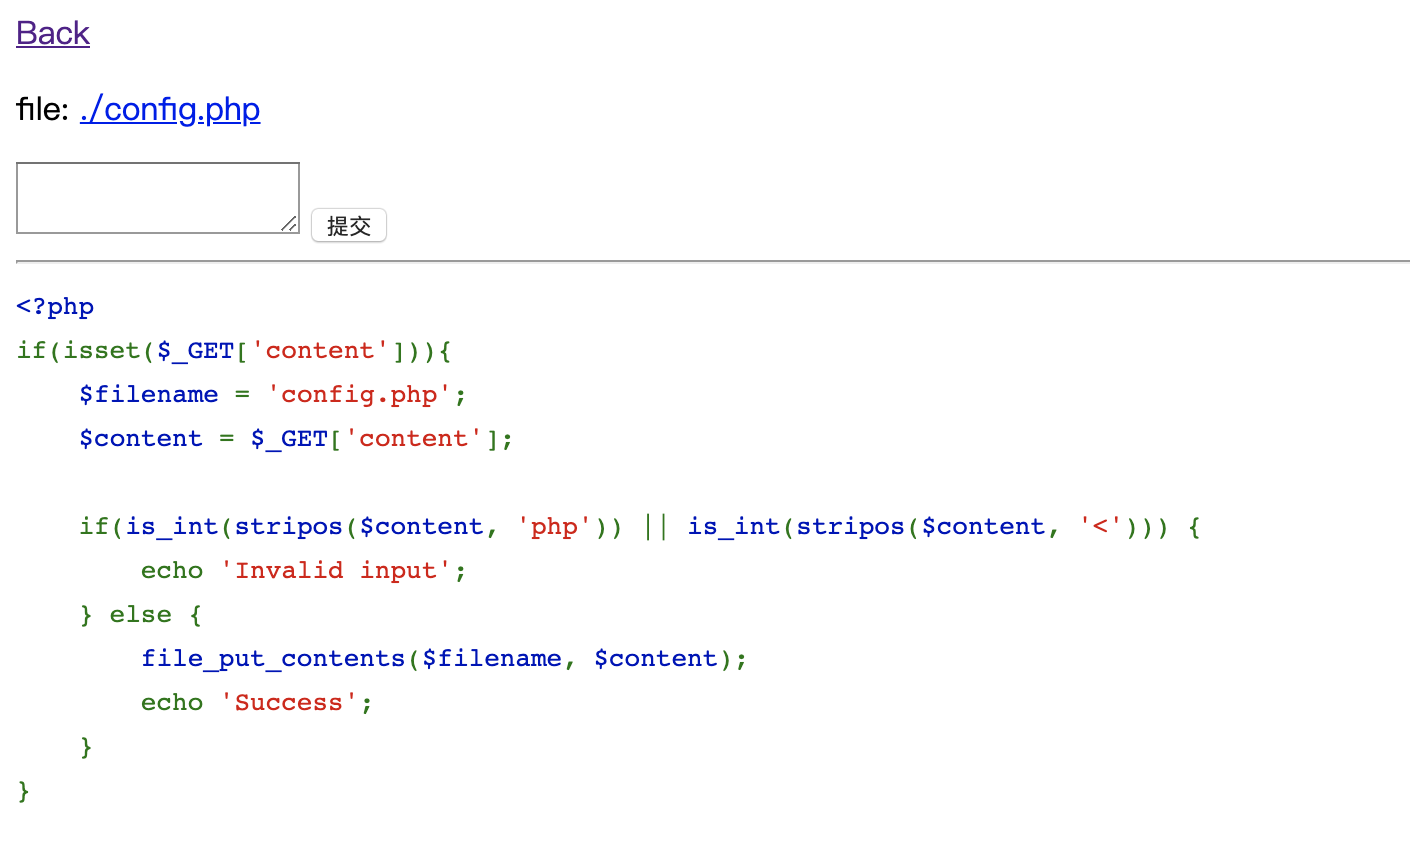 Back
file: ./config.php
提交
<?php
if(isset($_GET['content'])){
    $filename = 'config.php';
    $content = $_GET['content'];
    if(is_int(stripos($content, 'php')) || is_int(stripos($content, '<'))) {
        echo 'Invalid input';
    } else {
        file_put_contents($filename, $content);
        echo 'Success';
    }
}